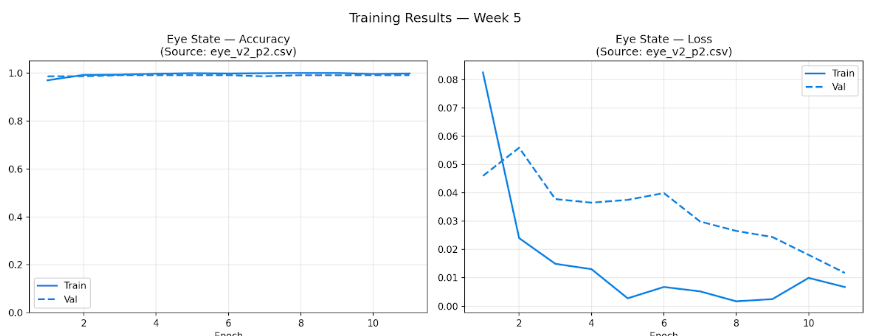 Training Results — Week 5
Eye State — Accuracy
(Source: eye_v2_p2.csv)
1.0
0.8
0.6
0.4
0.2
0.0
Train
Val
2
4
6
8
10
Epoch
Eye State — Loss
(Source: eye_v2_p2.csv)
0.08
0.07
0.06
0.05
0.04
0.03
0.02
0.01
0.00
Train
Val
2
4
6
8
10
Epoch